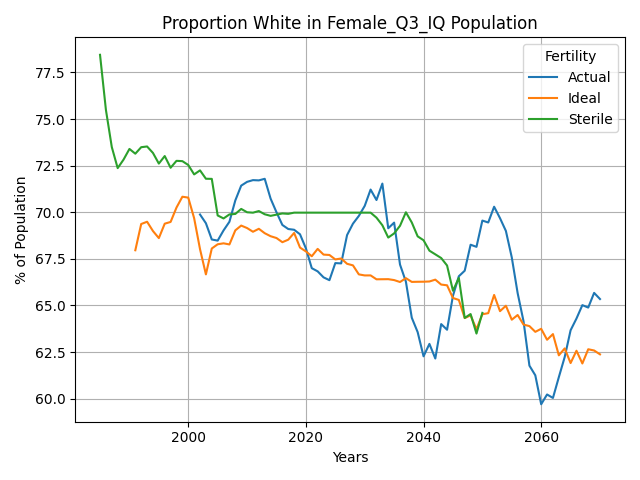 Proportion White in Female_Q3_IQ Population
Fertility
Actual
Ideal
Sterile
% of Population
77.5
75.0
72.5
70.0
67.5
65.0
62.5
60.0
2000
2020
2040
2060
Years